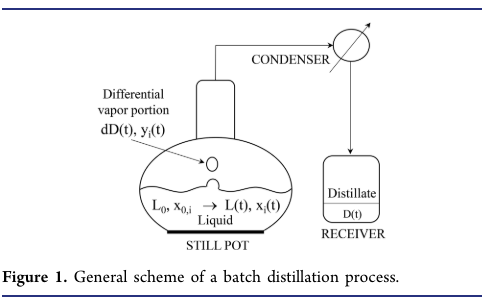 CONDENSER
Differential
vapor portion
dD(t), yᵢ(t)
L₀, x₀,ᵢ → L(t), xᵢ(t)
Liquid
STILL POT
Distillate
D(t)
RECEIVER
Figure 1. General scheme of a batch distillation process.